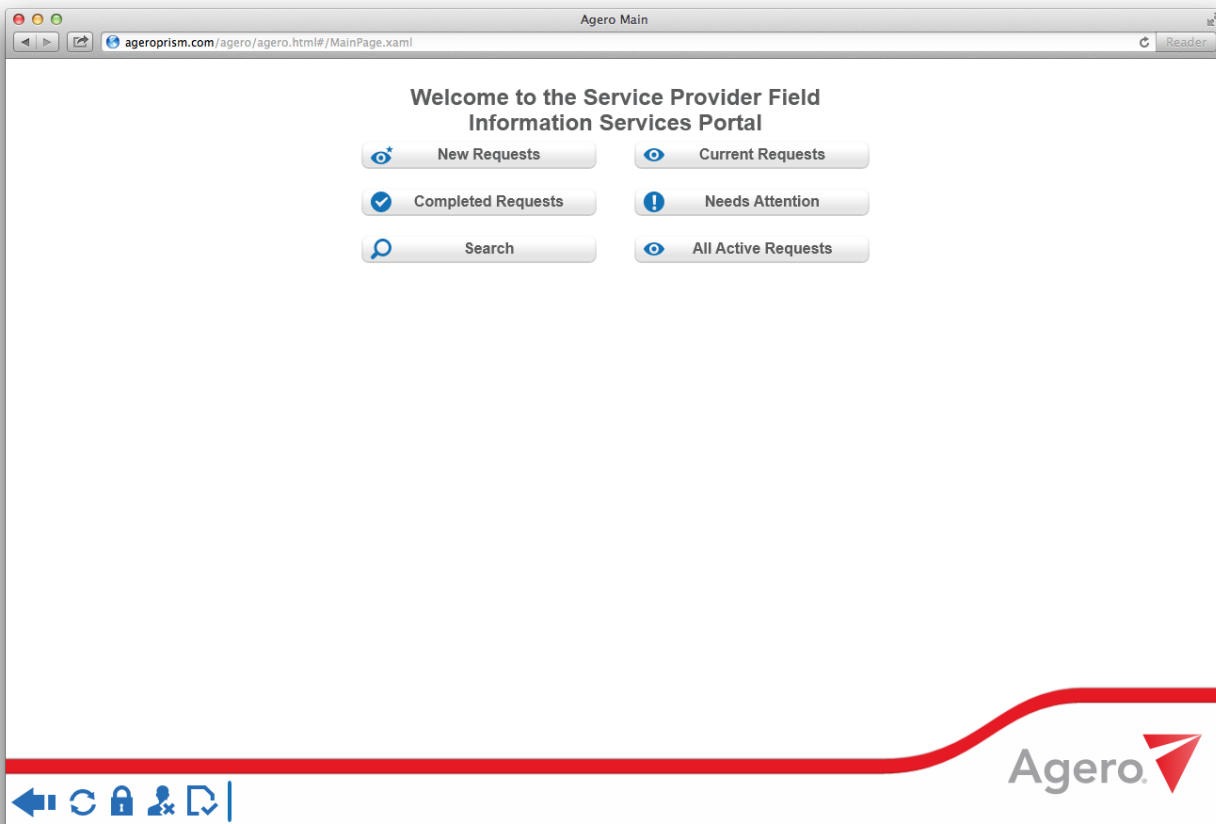 Agero Main
ageroprism.com/agero/agero.html#/MainPage.xaml
Reader
Welcome to the Service Provider Field
Information Services Portal
New Requests
Current Requests
Completed Requests
Needs Attention
Search
All Active Requests
Agero